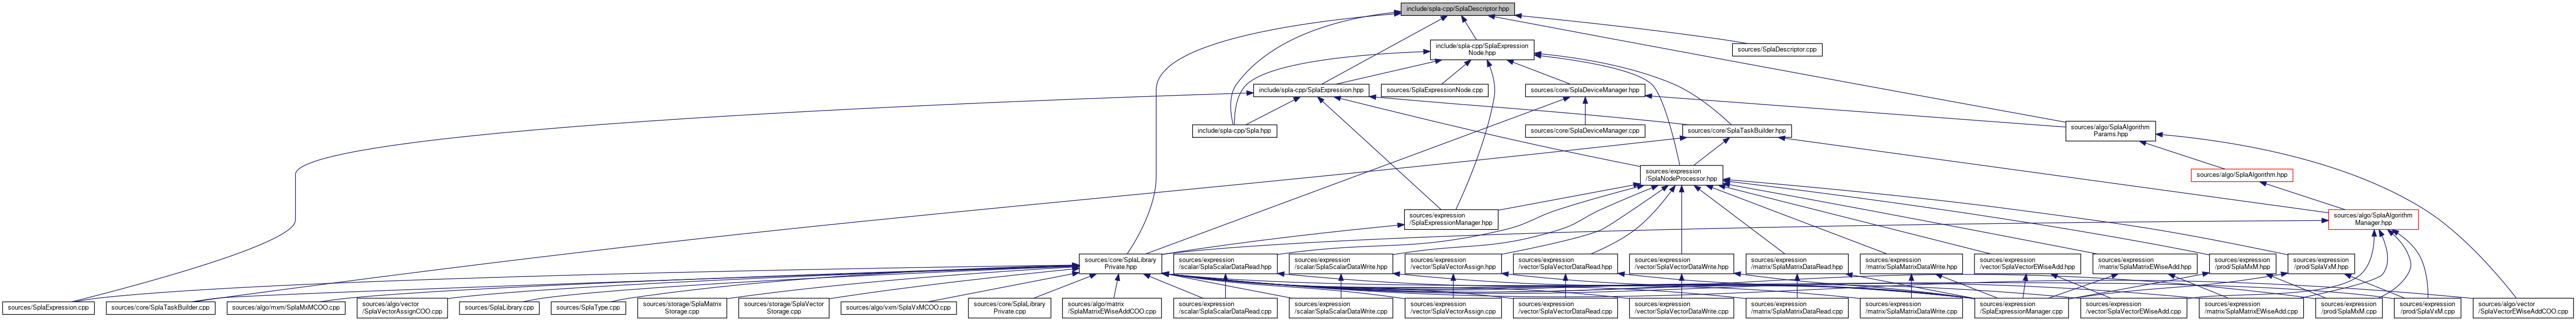 include/spla-cpp/SplaDescriptor.hpp
include/spla-cpp/SplaExpression
Node.hpp
sources/SplaDescriptor.cpp
include/spla-cpp/SplaExpression.hpp
sources/SplaExpressionNode.cpp
sources/core/SplaDeviceManager.hpp
include/spla-cpp/Spla.hpp
sources/core/SplaDeviceManager.cpp
sources/core/SplaTaskBuilder.hpp
sources/algo/SplaAlgorithm
Params.hpp
sources/expression
/SplaNodeProcessor.hpp
sources/algo/SplaAlgorithm.hpp
sources/expression
/SplaExpressionManager.hpp
sources/algo/SplaAlgorithm
Manager.hpp
sources/core/SplaLibrary
Private.hpp
sources/expression
/scalar/SplaScalarDataRead.hpp
sources/expression
/scalar/SplaScalarDataWrite.hpp
sources/expression
/vector/SplaVectorAssign.hpp
sources/expression
/vector/SplaVectorDataRead.hpp
sources/expression
/vector/SplaVectorDataWrite.hpp
sources/expression
/matrix/SplaMatrixDataRead.hpp
sources/expression
/matrix/SplaMatrixDataWrite.hpp
sources/expression
/vector/SplaVectorEWiseAdd.hpp
sources/expression
/matrix/SplaMatrixEWiseAdd.hpp
sources/expression
/prod/SplaMxM.hpp
sources/expression
/prod/SplaVxM.hpp
sources/SplaExpression.cpp
sources/core/SplaTaskBuilder.cpp
sources/algo/mxm/SplaMxMCOO.cpp
sources/algo/vector
/SplaVectorAssignCOO.cpp
sources/SplaLibrary.cpp
sources/SplaType.cpp
sources/storage/SplaMatrix
Storage.cpp
sources/storage/SplaVector
Storage.cpp
sources/algo/vxm/SplaVxMCOO.cpp
sources/core/SplaLibrary
Private.cpp
sources/algo/matrix
/SplaMatrixEWiseAddCOO.cpp
sources/expression
/scalar/SplaScalarDataRead.cpp
sources/expression
/scalar/SplaScalarDataWrite.cpp
sources/expression
/vector/SplaVectorAssign.cpp
sources/expression
/vector/SplaVectorDataRead.cpp
sources/expression
/vector/SplaVectorDataWrite.cpp
sources/expression
/matrix/SplaMatrixDataRead.cpp
sources/expression
/matrix/SplaMatrixDataWrite.cpp
sources/expression
/SplaExpressionManager.cpp
sources/expression
/vector/SplaVectorEWiseAdd.cpp
sources/expression
/matrix/SplaMatrixEWiseAdd.cpp
sources/expression
/prod/SplaMxM.cpp
sources/expression
/prod/SplaVxM.cpp
sources/algo/vector
/SplaVectorEWiseAddCOO.cpp